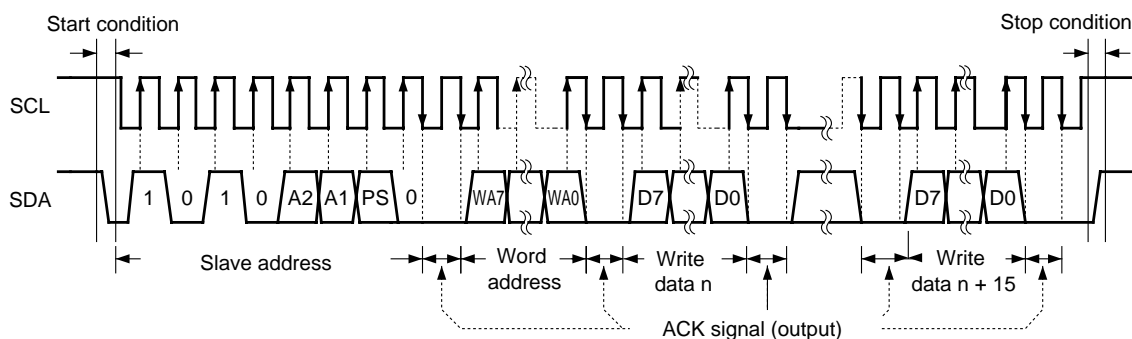 Start condition
Stop condition
SCL
SDA
1 0 1 0 A2 A1 PS 0 WA7 WA0 D7 D0 D7 D0
Slave address
Word
address
Write
data n
Write
data n + 15
ACK signal (output)